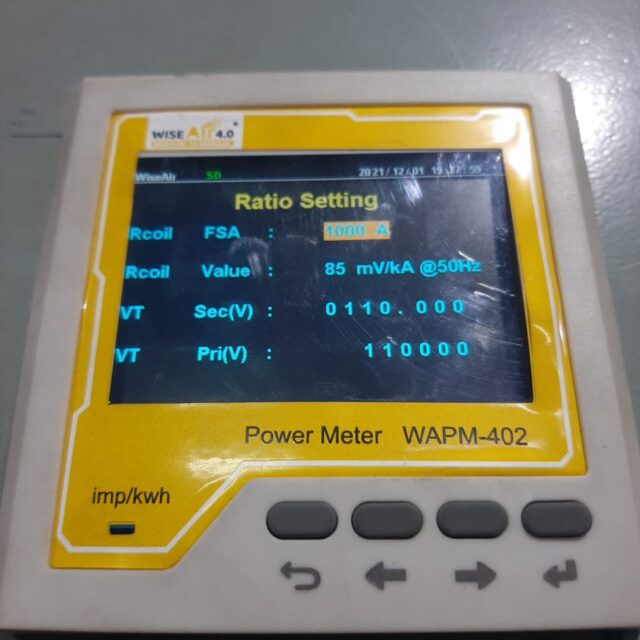 WISE Air 4.0
WiseAir SD 2021/12/01
Ratio Setting
Rcoil FSA : 1000 A
Rcoil Value : 85 mV/kA @50Hz
VT Sec(V) : 0110.000
VT Pri(V) : 110000
Power Meter WAPM-402
imp/kwh